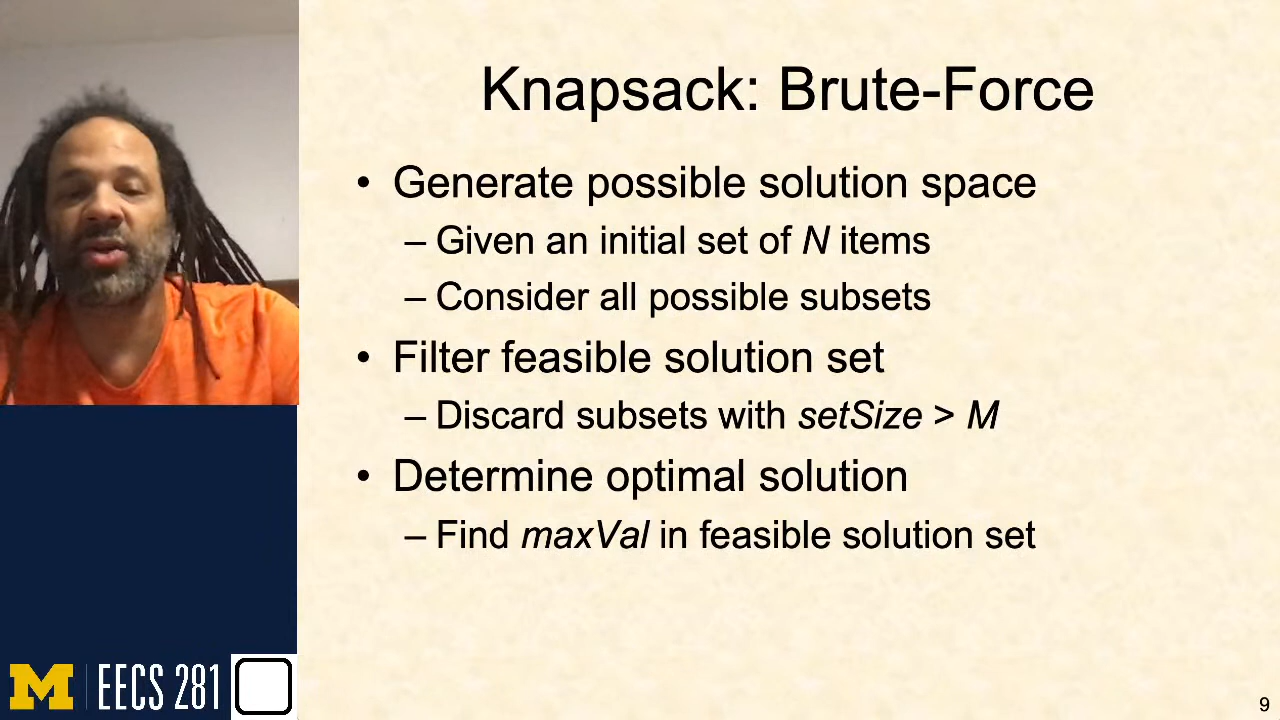 Knapsack: Brute-Force
• Generate possible solution space
– Given an initial set of N items
– Consider all possible subsets
• Filter feasible solution set
– Discard subsets with setSize > M
• Determine optimal solution
– Find maxVal in feasible solution set
M EECS 281
9